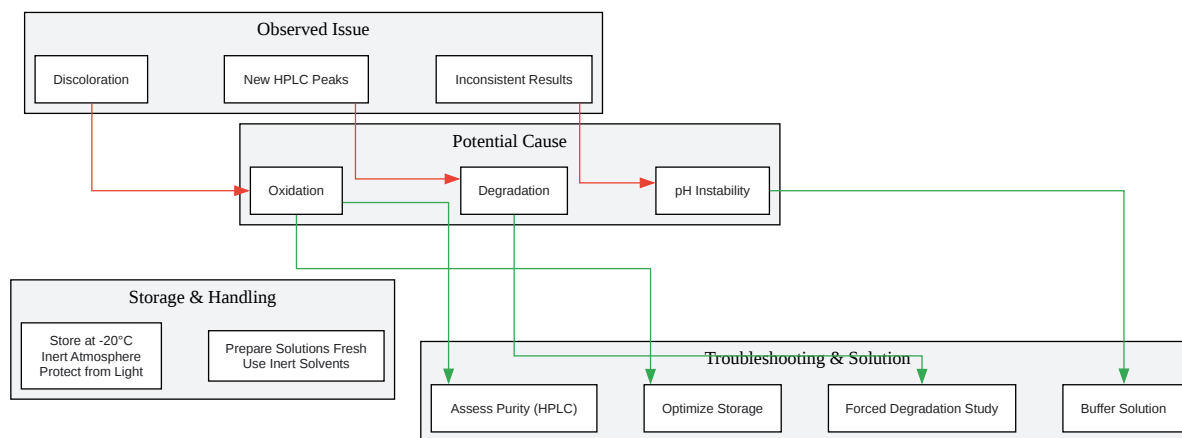 Observed Issue
Discoloration
New HPLC Peaks
Inconsistent Results
Potential Cause
Oxidation
Degradation
pH Instability
Storage & Handling
Store at -20°C
Inert Atmosphere
Protect from Light
Prepare Solutions Fresh
Use Inert Solvents
Troubleshooting & Solution
Assess Purity (HPLC)
Optimize Storage
Forced Degradation Study
Buffer Solution